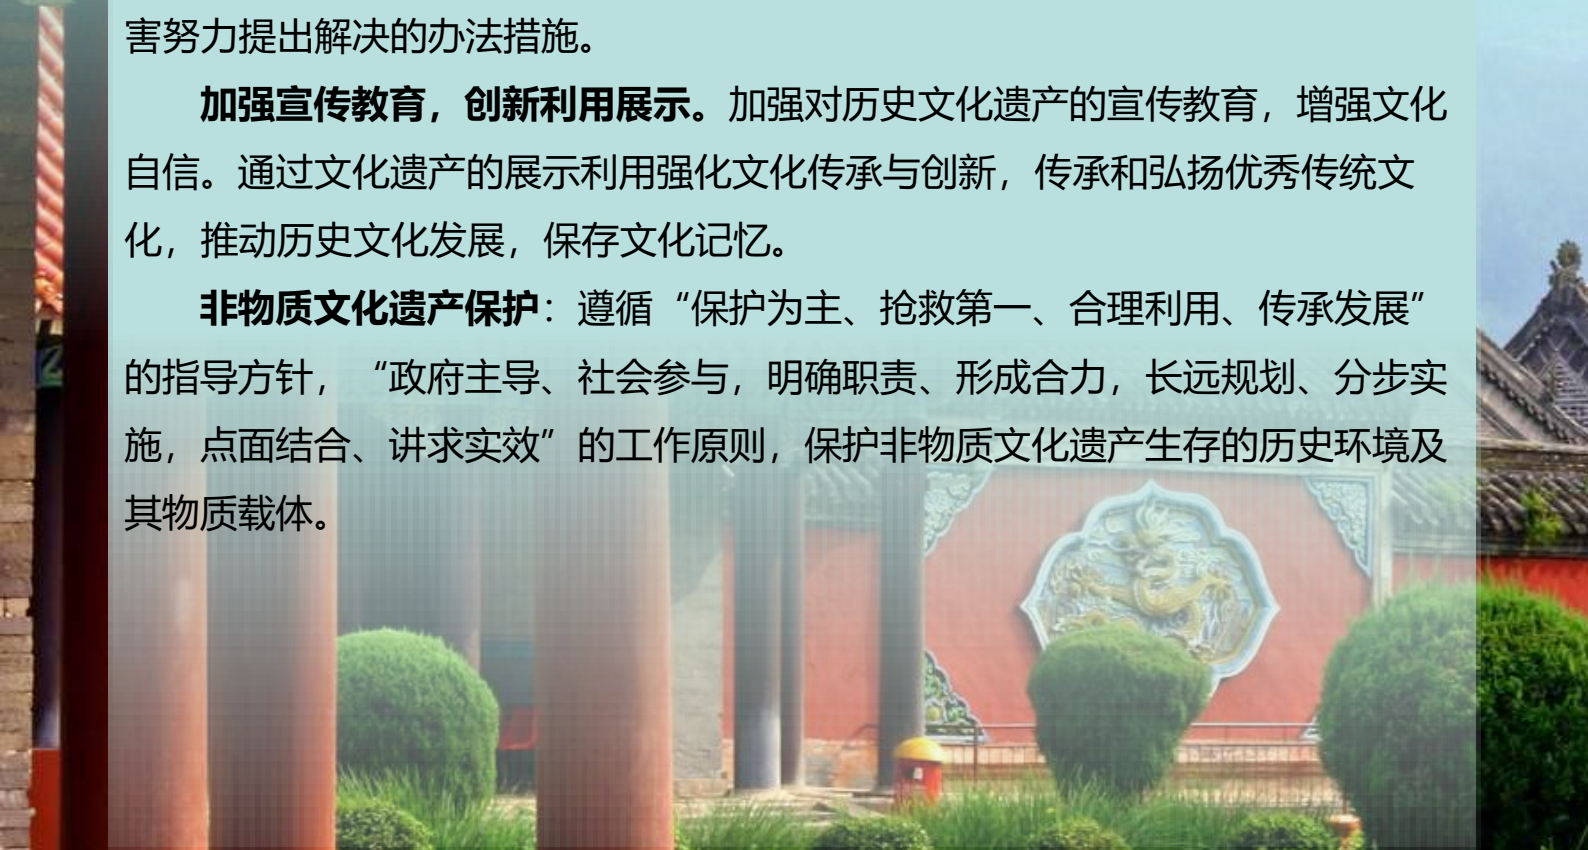 害努力提出解决的办法措施。
加强宣传教育，创新利用展示。加强对历史文化遗产的宣传教育，增强文化
自信。通过文化遗产的展示利用强化文化传承与创新，传承和弘扬优秀传统文
化，推动历史文化发展，保存文化记忆。
非物质文化遗产保护：遵循“保护为主、抢救第一、合理利用、传承发展”
的指导方针，“政府主导、社会参与，明确职责、形成合力，长远规划、分步实
施，点面结合、讲求实效”的工作原则，保护非物质文化遗产生存的历史环境及
其物质载体。